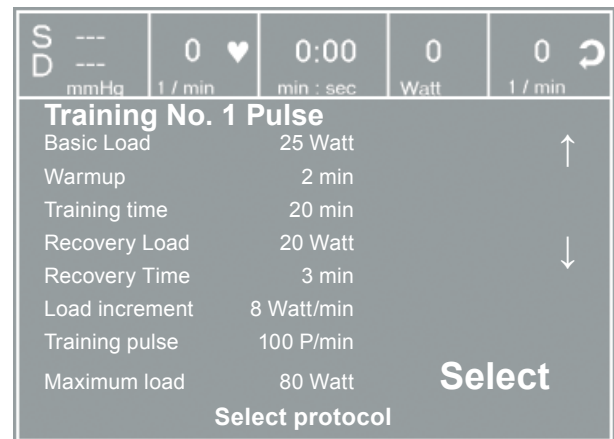 S ---
D ---
mmHg
0 ♥
1 / min
0:00
min : sec
0
Watt
0
1 / min
Training No. 1 Pulse
Basic Load 25 Watt
Warmup 2 min
Training time 20 min
Recovery Load 20 Watt
Recovery Time 3 min
Load increment 8 Watt/min
Training pulse 100 P/min
Maximum load 80 Watt
↑
↓
Select
Select protocol